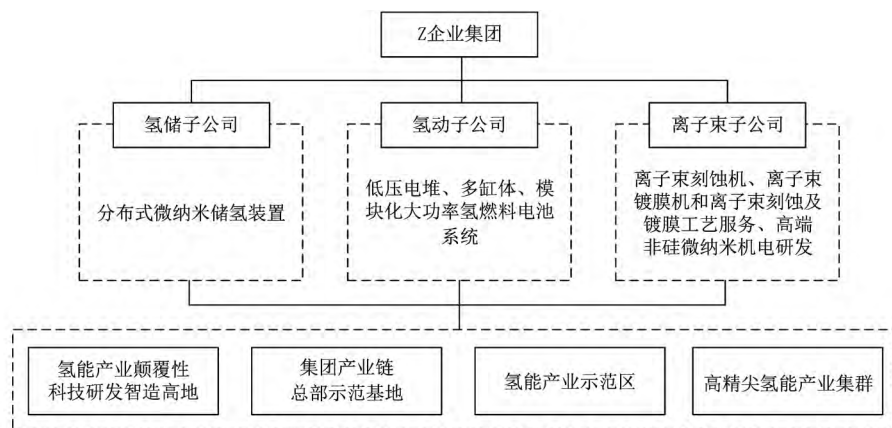 Z企业集团
氢储子公司
分布式微纳米储氢装置
氢动子公司
低压电堆、多缸体、模
块化大功率氢燃料电池
系统
离子束子公司
离子束刻蚀机、离子束
镀膜机和离子束刻蚀及
镀膜工艺服务、高端
非硅微纳米机电研发
氢能产业颠覆性
科技研发智造高地
集团产业链
总部示范基地
氢能产业示范区
高精尖氢能产业集群